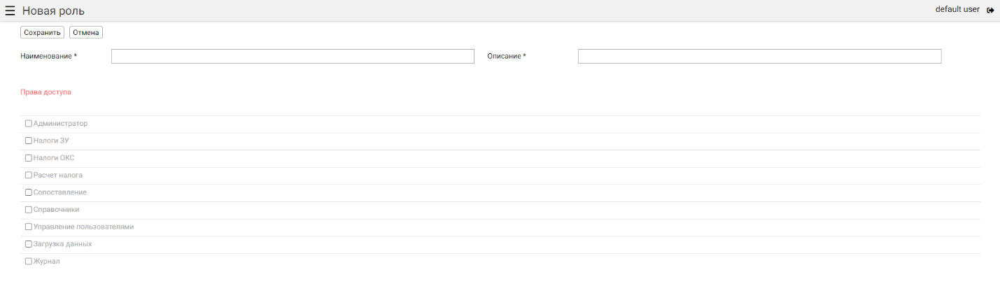 Новая роль
default user
Сохранить Отмена
Наименование * Описание *
Права доступа
Администратор
Налоги ЗУ
Налоги ОКС
Расчет налога
Сопоставление
Справочники
Управление пользователями
Загрузка данных
Журнал